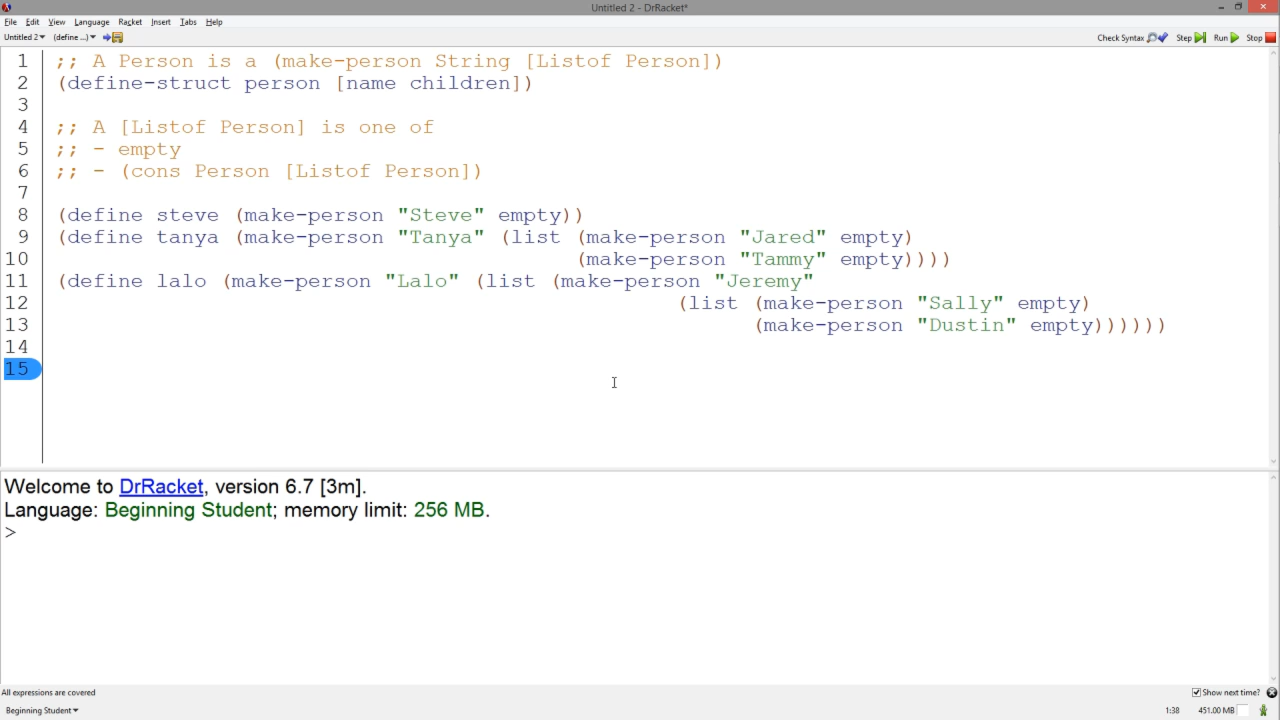 Untitled 2 - DrRacket*
File Edit View Language Racket Insert Tabs Help
Untitled 2 (define ...) Check Syntax Step Run Stop
1 ;; A Person is a (make-person String [Listof Person])
2 (define-struct person [name children])
3
4 ;; A [Listof Person] is one of
5 ;; - empty
6 ;; - (cons Person [Listof Person])
7
8 (define steve (make-person "Steve" empty))
9 (define tanya (make-person "Tanya" (list (make-person "Jared" empty)
10 (make-person "Tammy" empty))))
11 (define lalo (make-person "Lalo" (list (make-person "Jeremy"
12 (list (make-person "Sally" empty)
13 (make-person "Dustin" empty))))))
14
15
Welcome to DrRacket, version 6.7 [3m].
Language: Beginning Student; memory limit: 256 MB.
>
All expressions are covered Show next time?
Beginning Student 1:38 451.00 MB